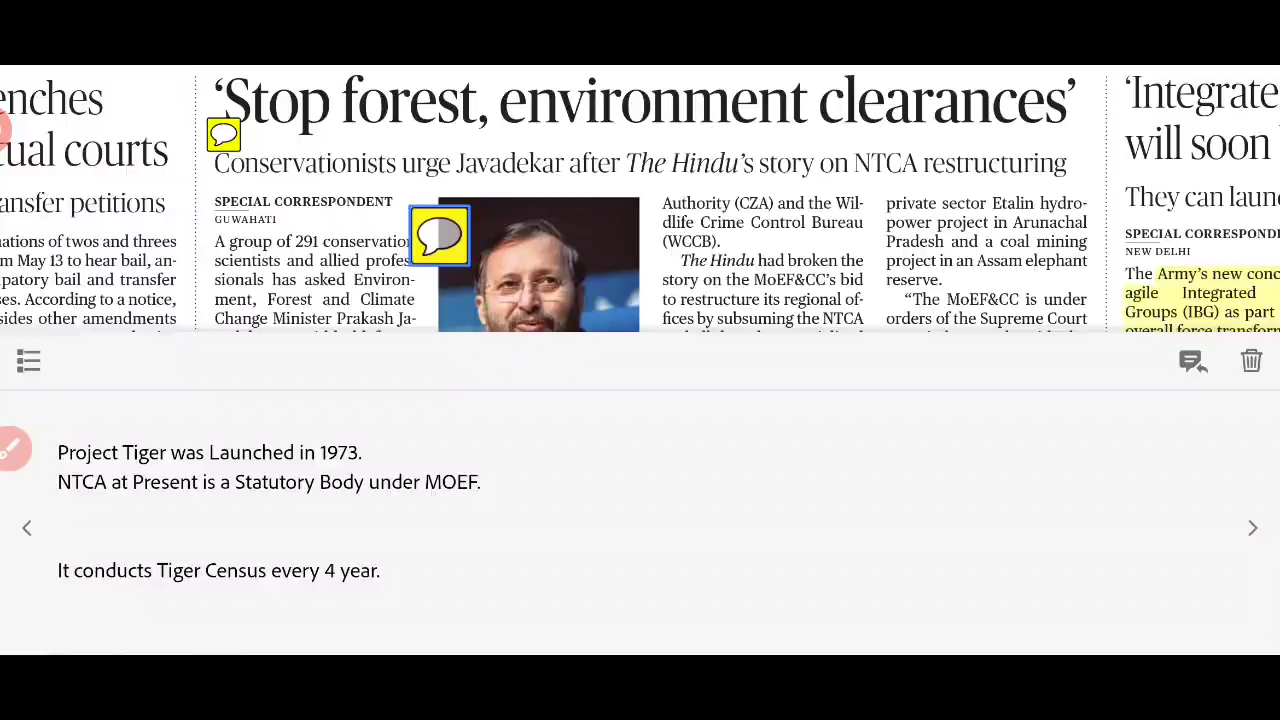 enches
tual courts
ansfer petitions
ations of twos and threes
m May 13 to hear bail, an-
patory bail and transfer
es. According to a notice,
sides other amendments
‘Stop forest, environment clearances’
Conservationists urge Javadekar after The Hindu’s story on NTCA restructuring
SPECIAL CORRESPONDENT
GUWAHATI
A group of 291 conservation
scientists and allied profes
sionals has asked Environ-
ment, Forest and Climate
Change Minister Prakash Ja-
Authority (CZA) and the Wil-
dlife Crime Control Bureau
(WCCB).
The Hindu had broken the
story on the MoEF&CC’s bid
to restructure its regional of-
fices by subsuming the NTCA
private sector Etalin hydro-
power project in Arunachal
Pradesh and a coal mining
project in an Assam elephant
reserve.
“The MoEF&CC is under
orders of the Supreme Court
‘Integrate
will soon
They can laun
SPECIAL CORRESPONDE
NEW DELHI
The Army’s new conc
agile Integrated
Groups (IBG) as part
overall force transform
Project Tiger was Launched in 1973.
NTCA at Present is a Statutory Body under MOEF.
It conducts Tiger Census every 4 year.